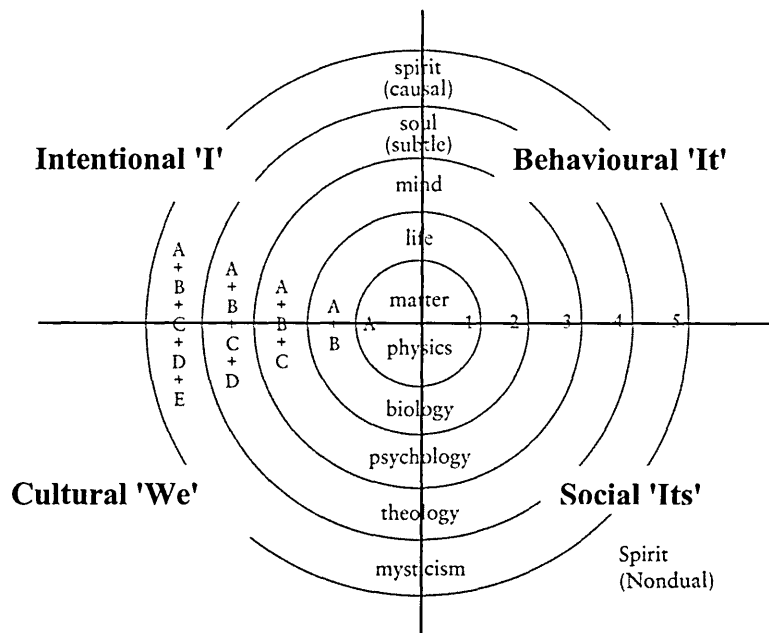 spirit
(causal)
soul
(subtle)
Intentional 'I'
Behavioural 'It'
mind
life
A
+
B
+
C
+
D
+
E
A
+
B
+
C
+
D
A
+
B
+
C
A
+
B
A
matter
1
2
3
4
5
physics
biology
psychology
Cultural 'We'
Social 'Its'
theology
mysticism
Spirit
(Nondual)